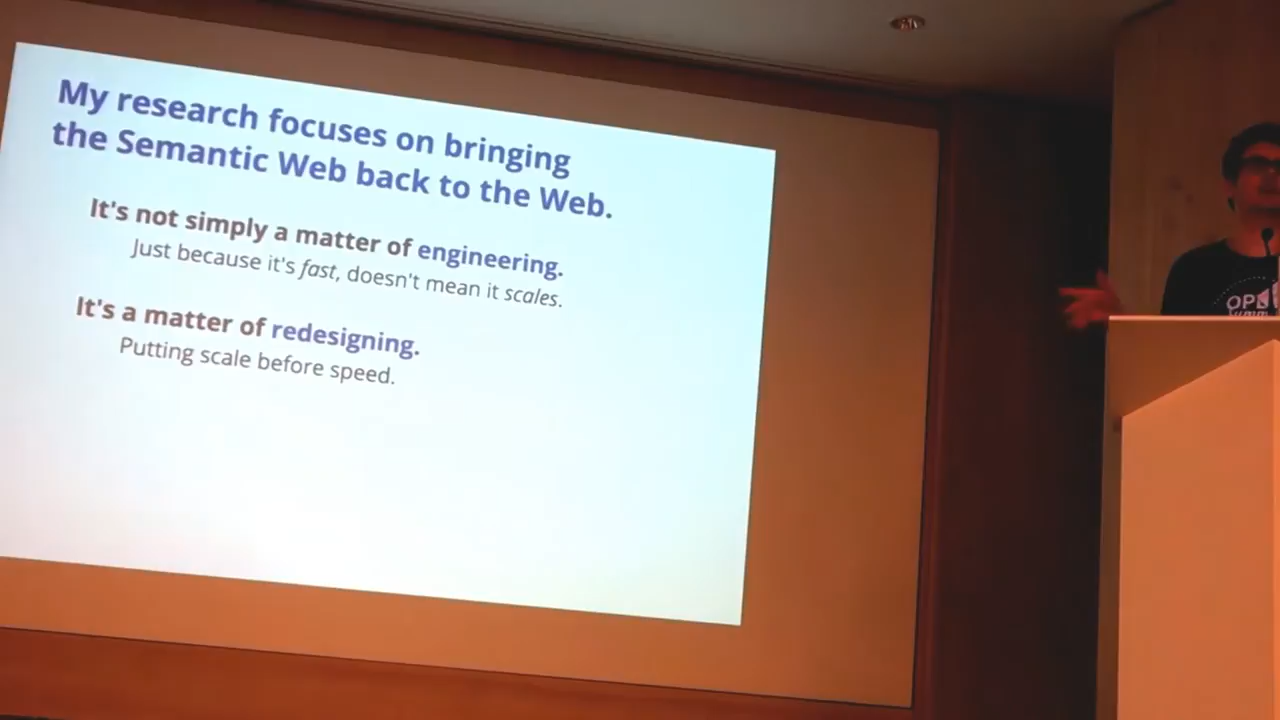 My research focuses on bringing
the Semantic Web back to the Web.
It's not simply a matter of engineering.
Just because it's fast, doesn't mean it scales.
It's a matter of redesigning.
Putting scale before speed.